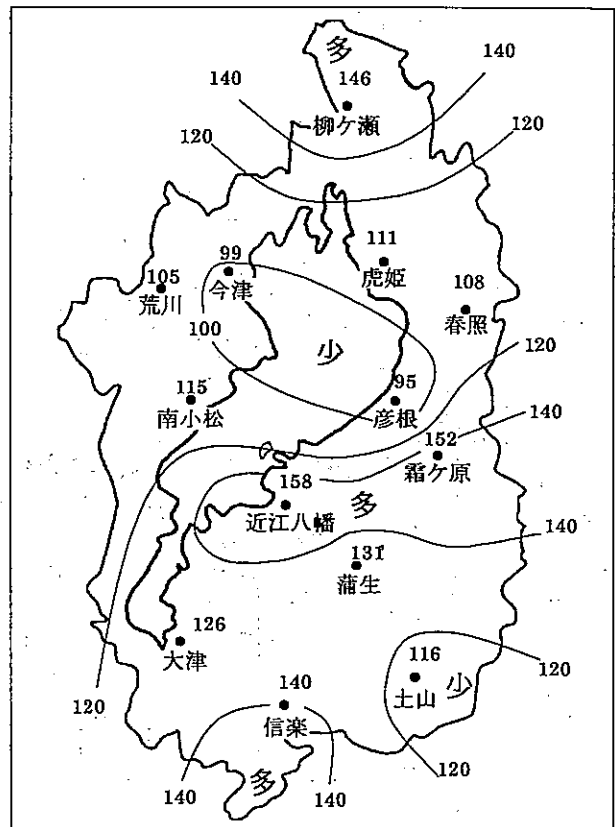 多
140
146
140
柳ケ瀬
120
120
111
99
虎姫
105
今津
108
荒川
春照
100
少
120
115
95
南小松
彦根
140
152
霜ケ原
158
多
近江八幡
140
131
蒲生
126
大津
116
120
少
土山
140
120
信楽
120
多
140
140